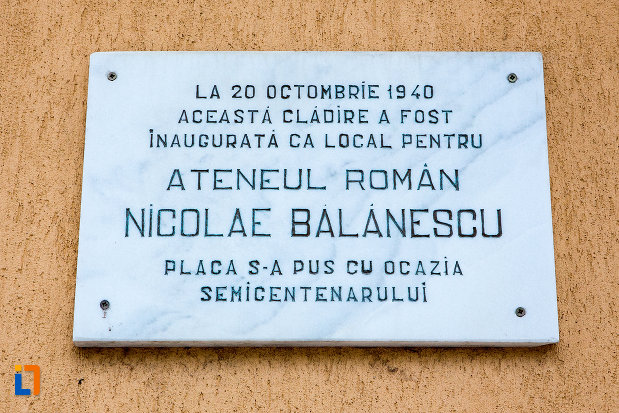 LA 20 OCTOMBRIE 1940
ACEASTĂ CLĂDIRE A FOST
ÎNAUGURATĂ CA LOCAL PENTRU
ATENEUL ROMÂN
NICOLAE BĂLĂNESCU
PLACA S-A PUS CU OCAZIA
SEMICENTENARULUI